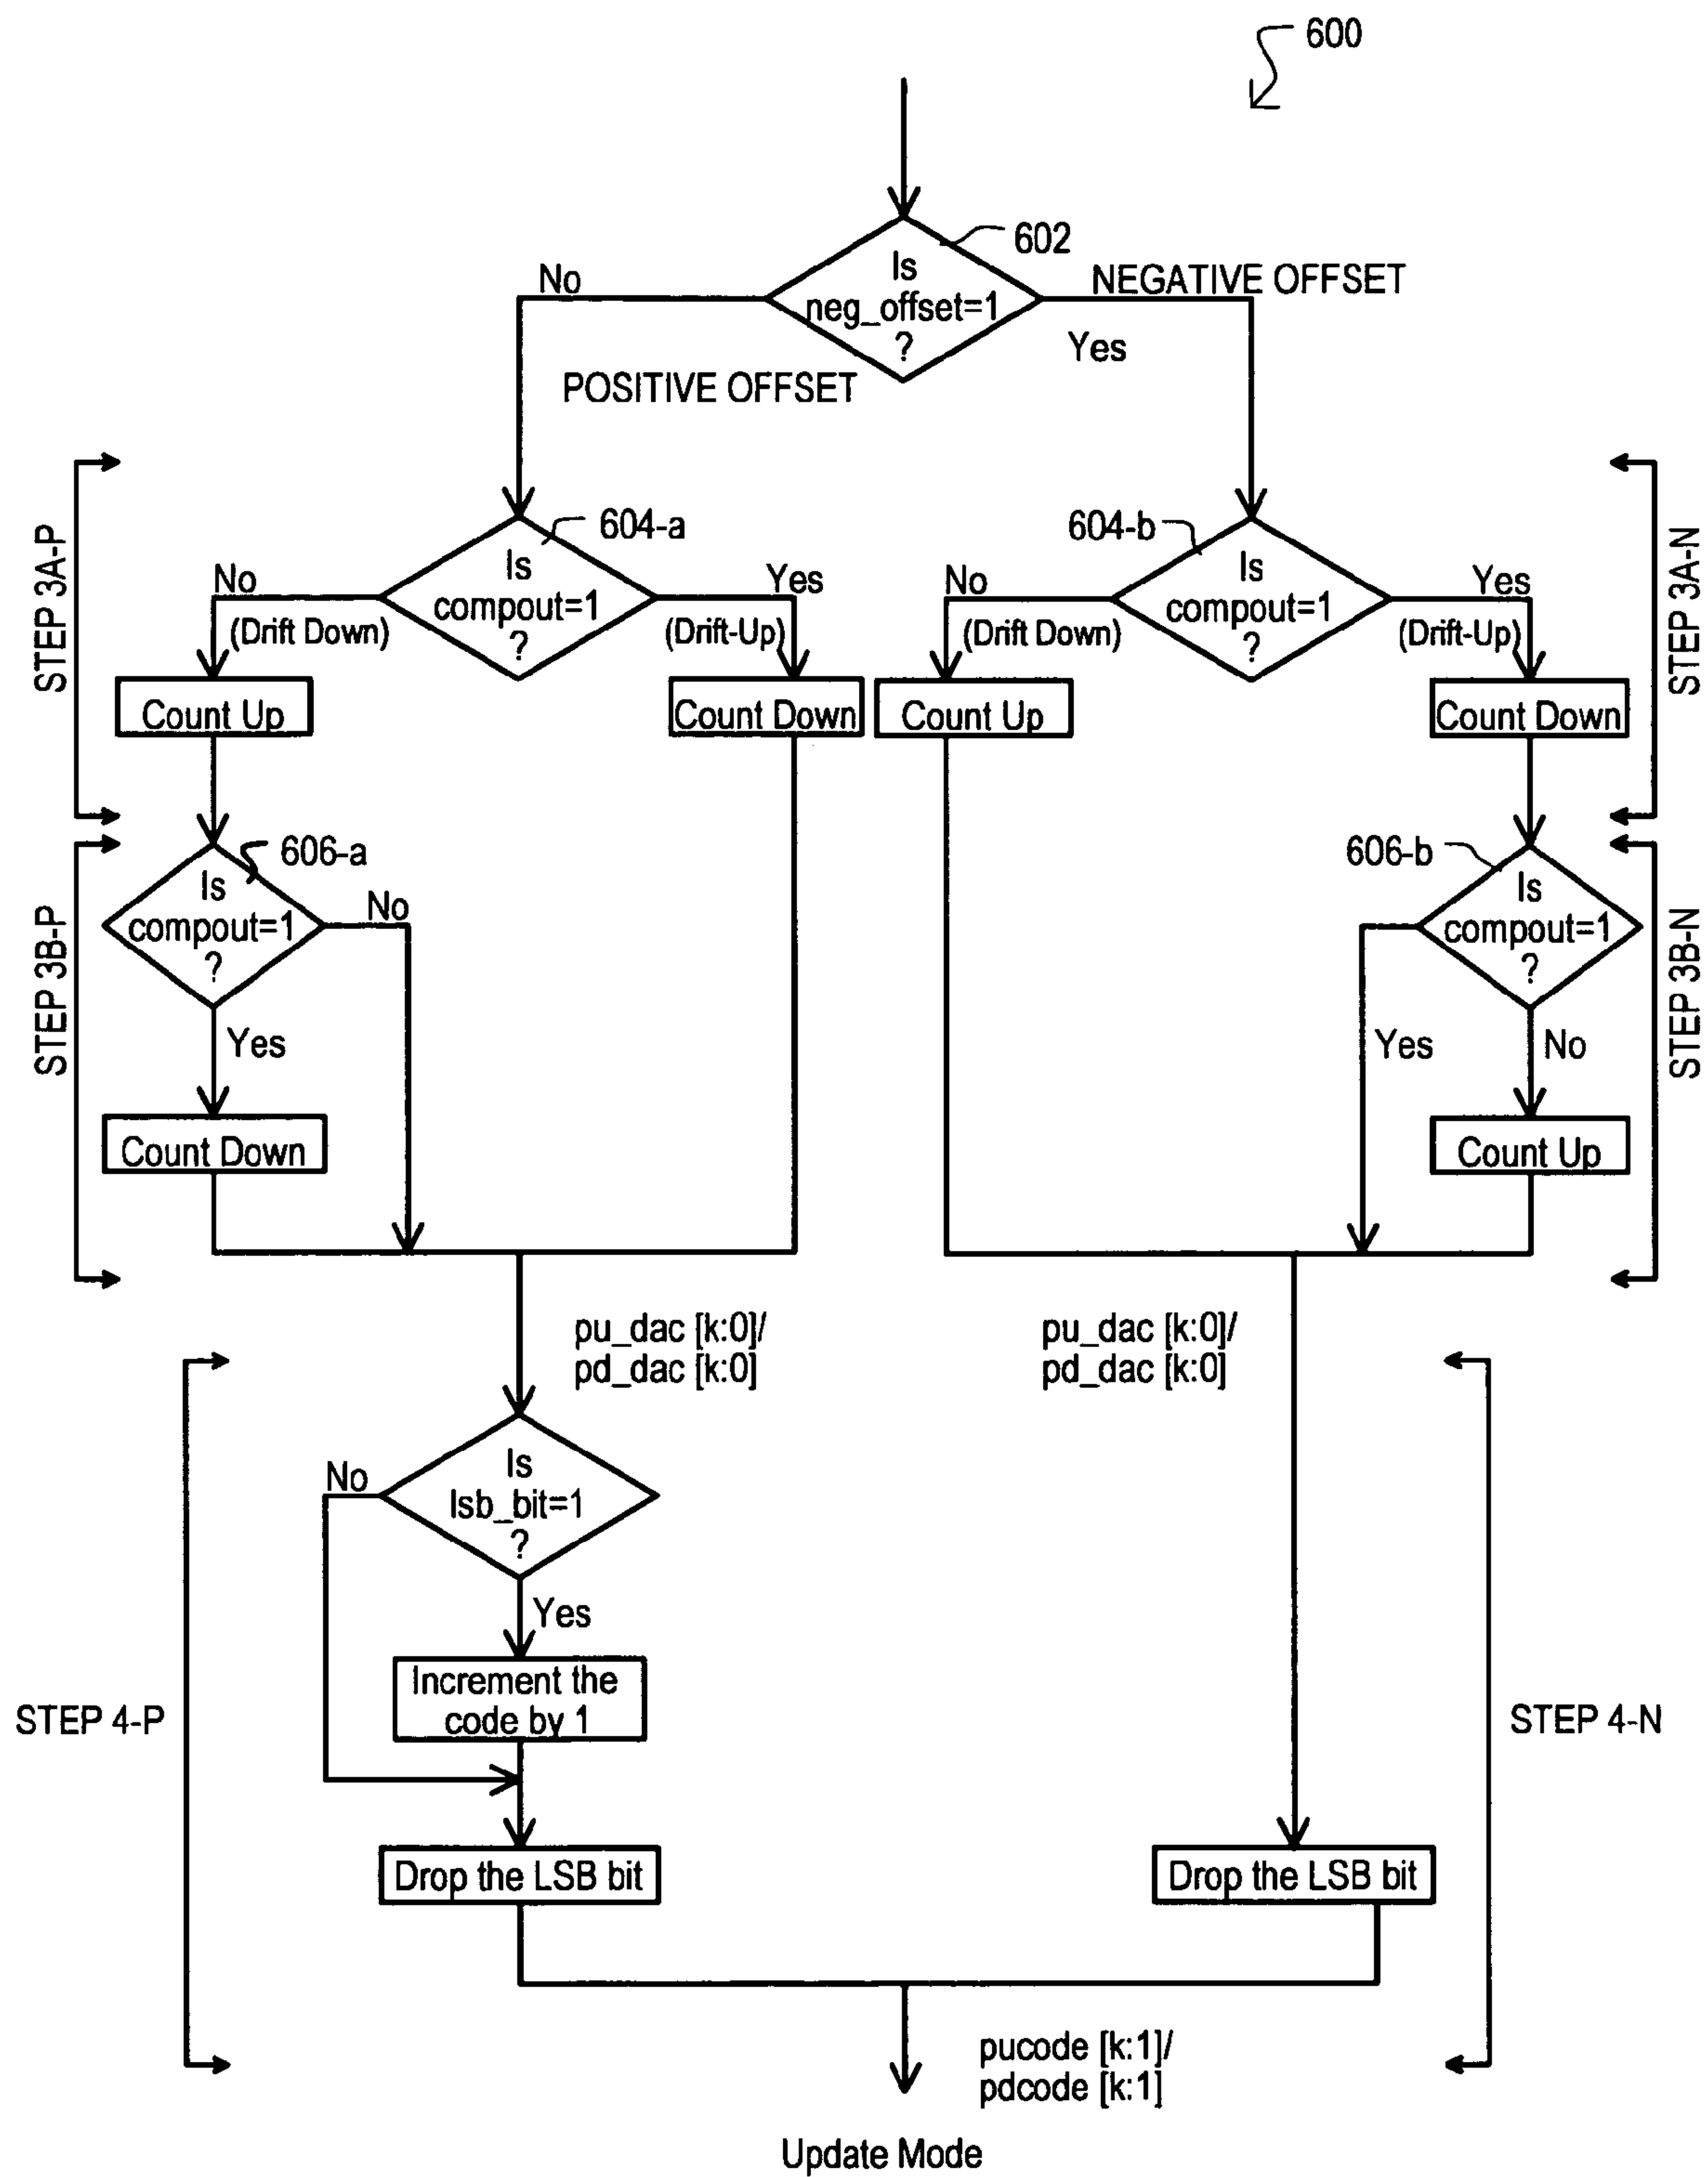 600
602
Is
neg_offset=1
?
No
NEGATIVE OFFSET
Yes
POSITIVE OFFSET
STEP 3A-P
604-a
Is
compout=1
?
No
(Drift Down)
Yes
(Drift-Up)
Count Up
Count Down
604-b
Is
compout=1
?
No
(Drift Down)
Yes
(Drift-Up)
Count Up
Count Down
STEP 3A-N
STEP 3B-P
606-a
Is
compout=1
?
No
Yes
Count Down
606-b
Is
compout=1
?
Yes
No
Count Up
STEP 3B-N
pu_dac [k:0]/
pd_dac [k:0]
pu_dac [k:0]/
pd_dac [k:0]
STEP 4-P
Is
lsb_bit=1
?
No
Yes
Increment the
code by 1
Drop the LSB bit
Drop the LSB bit
STEP 4-N
pucode [k:1]/
pdcode [k:1]
Update Mode